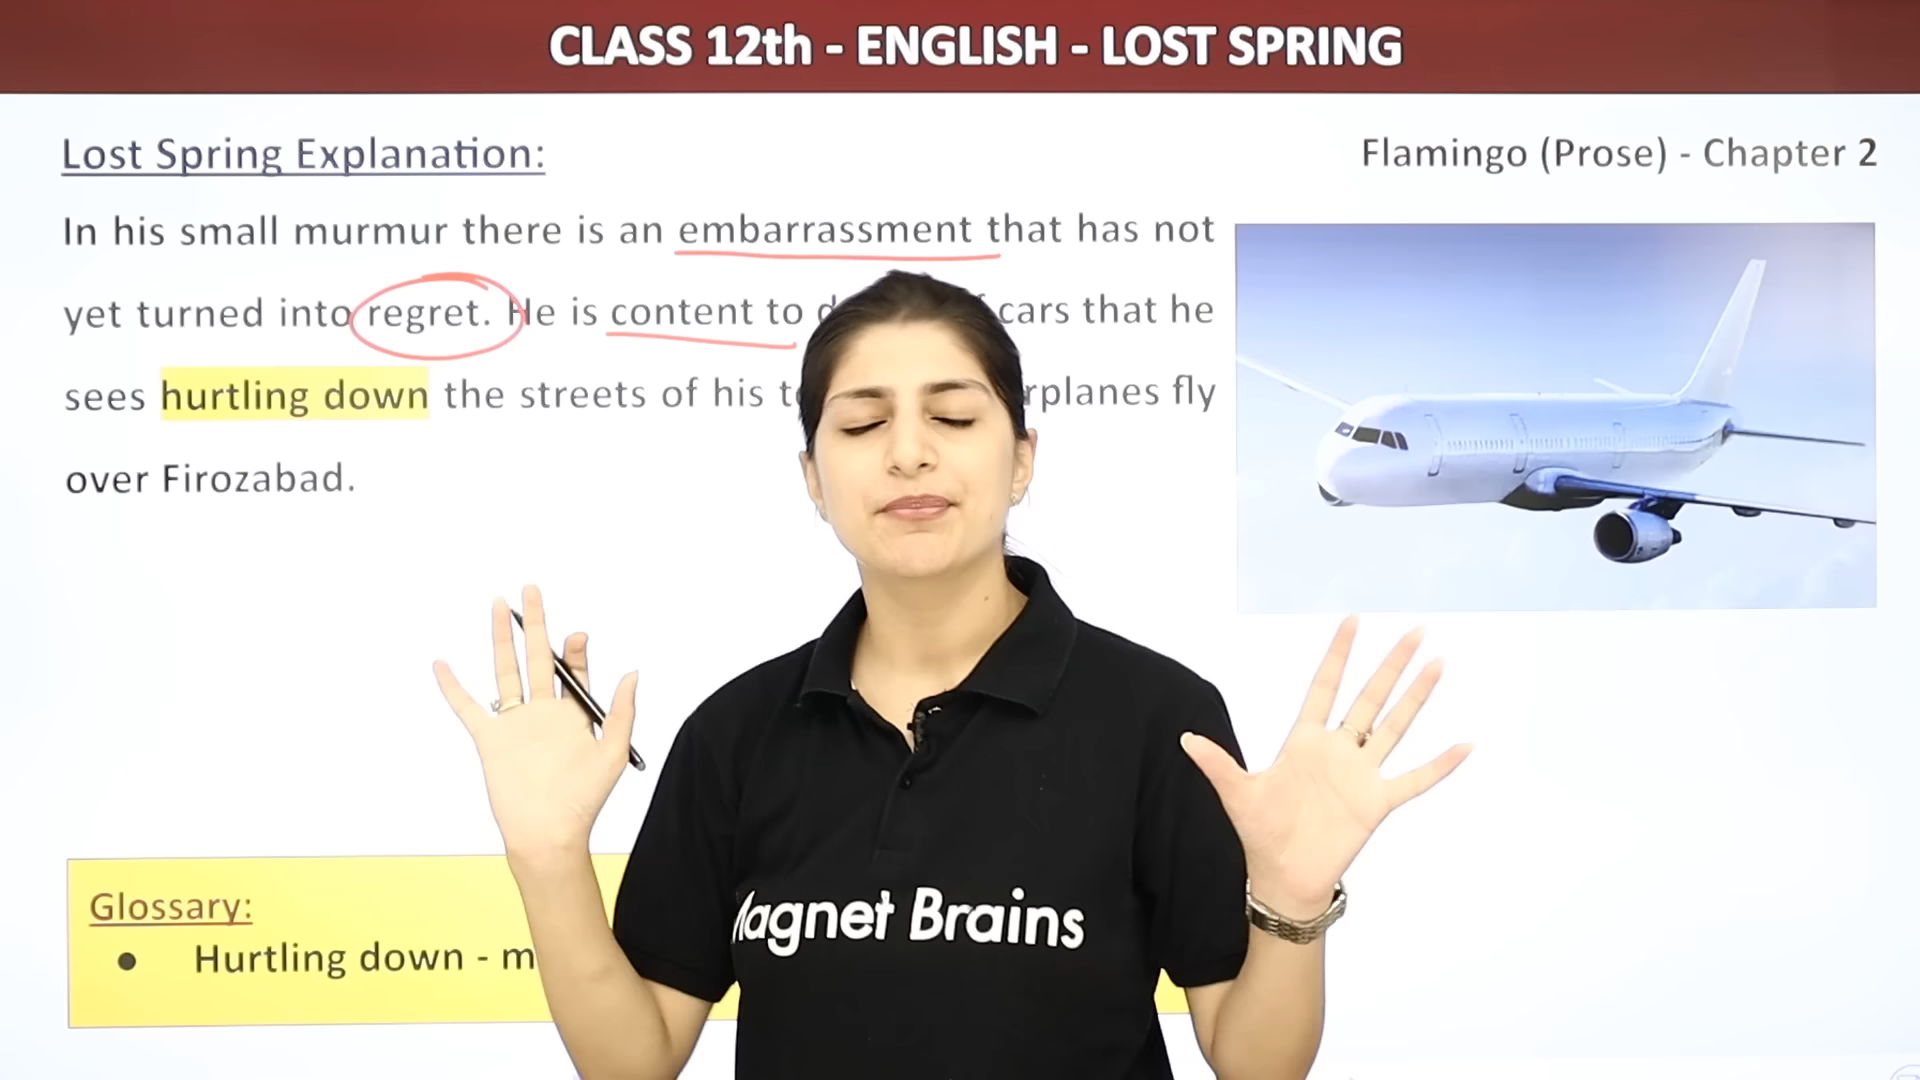 CLASS 12th - ENGLISH - LOST SPRING
Lost Spring Explanation:
Flamingo (Prose) - Chapter 2
In his small murmur there is an embarrassment that has not
yet turned into regret. He is content to cars that he
sees hurtling down the streets of his fly
over Firozabad.
Glossary:
● Hurtling down -
Magnet Brains